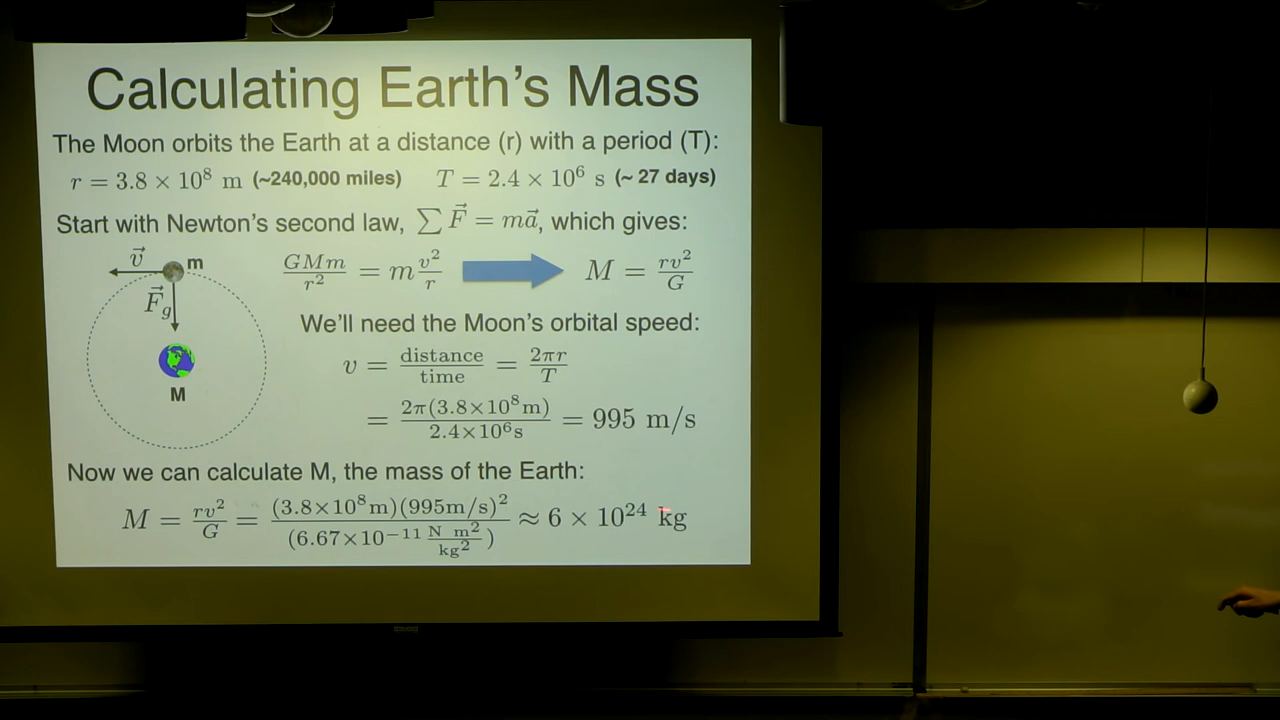 Calculating Earth's Mass
The Moon orbits the Earth at a distance (r) with a period (T):
r = 3.8 × 10⁸ m (~240,000 miles) T = 2.4 × 10⁶ s (~ 27 days)
Start with Newton's second law, ∑ F⃗ = ma⃗, which gives:
v⃗ m
GMm/r² = m v²/r M = rv²/G
F⃗g
We'll need the Moon's orbital speed:
v = distance/time = 2πr/T
M
= 2π(3.8×10⁸m)/2.4×10⁶s = 995 m/s
Now we can calculate M, the mass of the Earth:
M = rv²/G = (3.8×10⁸m)(995m/s)²/(6.67×10⁻¹¹ N m²/kg²) ≈ 6 × 10²⁴ kg